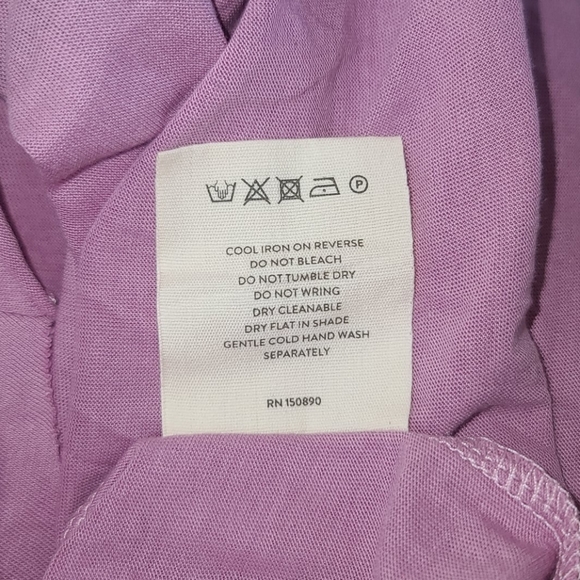 P
COOL IRON ON REVERSE
DO NOT BLEACH
DO NOT TUMBLE DRY
DO NOT WRING
DRY CLEANABLE
DRY FLAT IN SHADE
GENTLE COLD HAND WASH
SEPARATELY
RN 150890